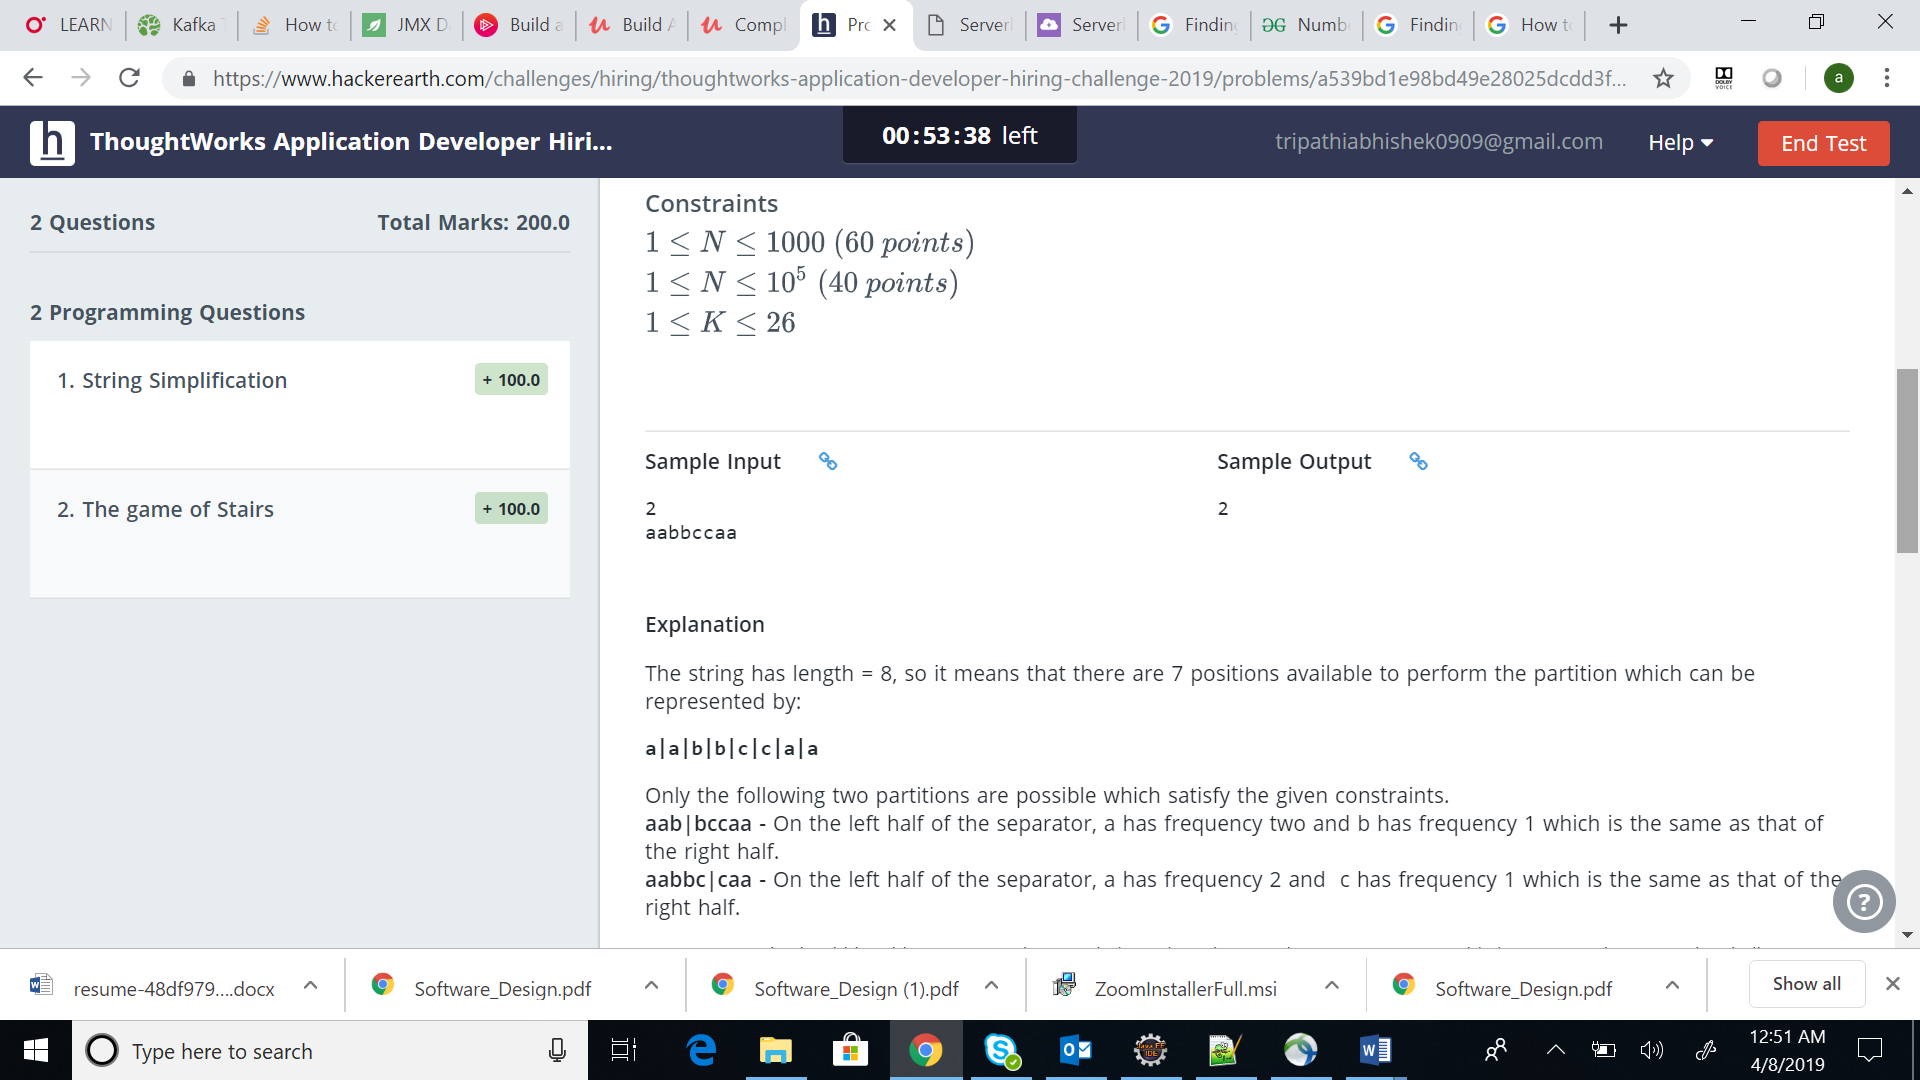 LEARN
Kafka
How to
JMX D
Build a
Build A
Compl
Pro
Server
Server
Finding
Numb
Finding
How to
https://www.hackerearth.com/challenges/hiring/thoughtworks-application-developer-hiring-challenge-2019/problems/a539bd1e98bd49e28025dcdd3f...
DOLBY VOICE
a
h
ThoughtWorks Application Developer Hiri...
00:53:38 left
tripathiabhishek0909@gmail.com
Help
End Test
2 Questions
Total Marks: 200.0
2 Programming Questions
1. String Simplification
+ 100.0
2. The game of Stairs
+ 100.0
Constraints
1 ≤ N ≤ 1000 (60 points)
1 ≤ N ≤ 10⁵ (40 points)
1 ≤ K ≤ 26
Sample Input
Sample Output
2
aabbccaa
2
Explanation
The string has length = 8, so it means that there are 7 positions available to perform the partition which can be
represented by:
a|a|b|b|c|c|a|a
Only the following two partitions are possible which satisfy the given constraints.
aab|bccaa - On the left half of the separator, a has frequency two and b has frequency 1 which is the same as that of
the right half.
aabbc|caa - On the left half of the separator, a has frequency 2 and c has frequency 1 which is the same as that of the
right half.
?
resume-48df979....docx
Software_Design.pdf
Software_Design (1).pdf
ZoomInstallerFull.msi
Software_Design.pdf
Show all
Type here to search
12:51 AM
4/8/2019